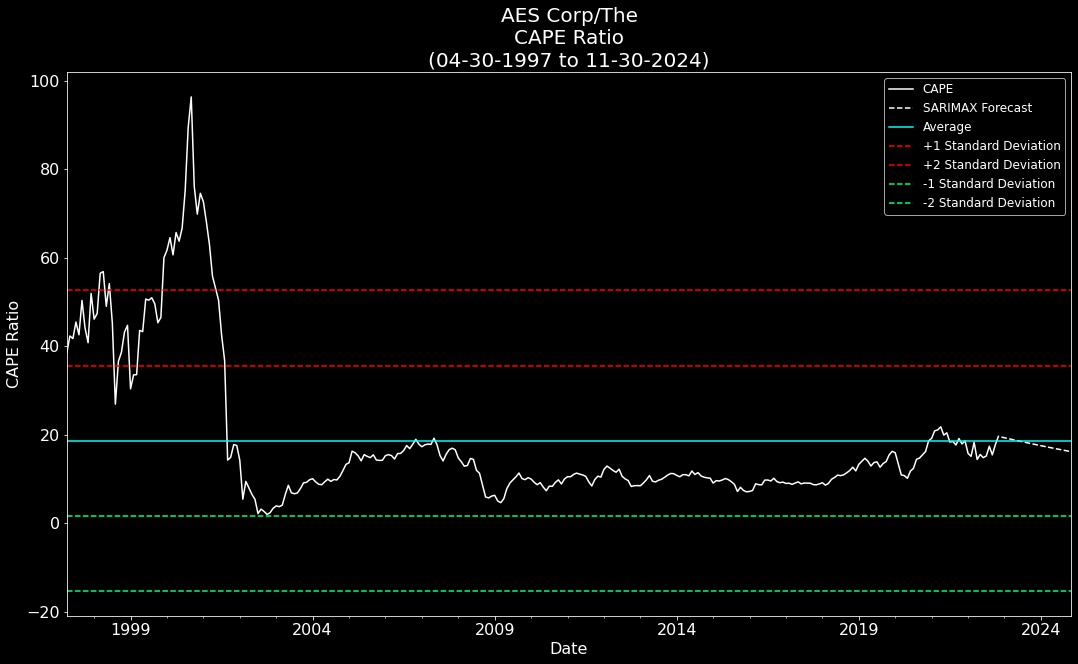 AES Corp/The
CAPE Ratio
(04-30-1997 to 11-30-2024)
CAPE
SARIMAX Forecast
Average
+1 Standard Deviation
+2 Standard Deviation
-1 Standard Deviation
-2 Standard Deviation
CAPE Ratio
100
80
60
40
20
0
−20
1999
2004
2009
2014
2019
2024
Date